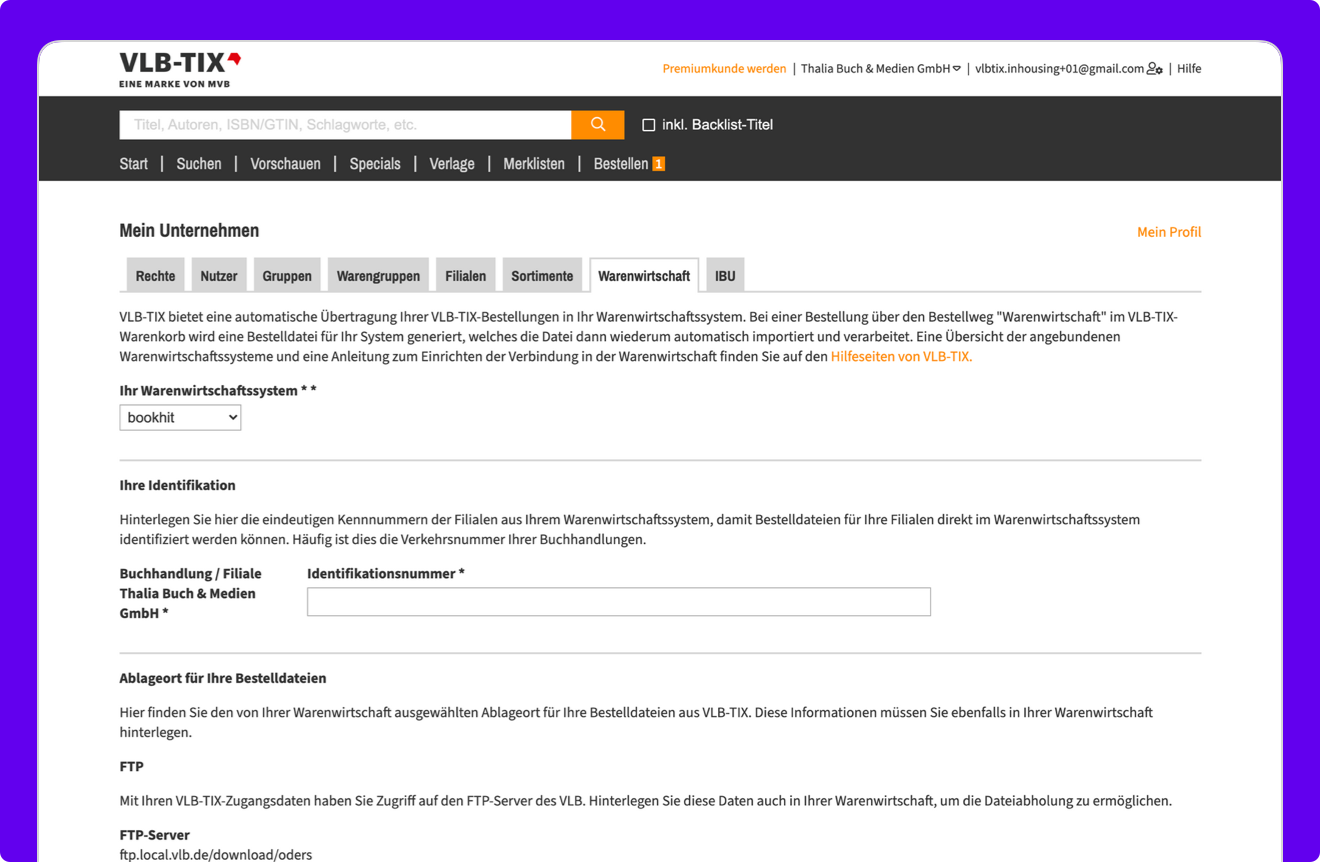 VLB-TIX
EINE MARKE VON MVB
Premiumkunde werden | Thalia Buch & Medien GmbH | vlbtix.inhousing+01@gmail.com | Hilfe
Titel, Autoren, ISBN/GTIN, Schlagworte, etc.
inkl. Backlist-Titel
Start | Suchen | Vorschauen | Specials | Verlage | Merklisten | Bestellen 1
Mein Unternehmen
Mein Profil
Rechte Nutzer Gruppen Warengruppen Filialen Sortimente Warenwirtschaft IBU
VLB-TIX bietet eine automatische Übertragung Ihrer VLB-TIX-Bestellungen in Ihr Warenwirtschaftssystem. Bei einer Bestellung über den Bestellweg "Warenwirtschaft" im VLB-TIX-
Warenkorb wird eine Bestelldatei für Ihr System generiert, welches die Datei dann wiederum automatisch importiert und verarbeitet. Eine Übersicht der angebundenen
Warenwirtschaftssysteme und eine Anleitung zum Einrichten der Verbindung in der Warenwirtschaft finden Sie auf den Hilfeseiten von VLB-TIX.
Ihr Warenwirtschaftssystem * *
bookhit
Ihre Identifikation
Hinterlegen Sie hier die eindeutigen Kennnummern der Filialen aus Ihrem Warenwirtschaftssystem, damit Bestelldateien für Ihre Filialen direkt im Warenwirtschaftssystem
identifiziert werden können. Häufig ist dies die Verkehrsnummer Ihrer Buchhandlungen.
Buchhandlung / Filiale
Thalia Buch & Medien
GmbH *
Identifikationsnummer *
Ablageort für Ihre Bestelldateien
Hier finden Sie den von Ihrer Warenwirtschaft ausgewählten Ablageort für Ihre Bestelldateien aus VLB-TIX. Diese Informationen müssen Sie ebenfalls in Ihrer Warenwirtschaft
hinterlegen.
FTP
Mit Ihren VLB-TIX-Zugangsdaten haben Sie Zugriff auf den FTP-Server des VLB. Hinterlegen Sie diese Daten auch in Ihrer Warenwirtschaft, um die Dateiabholung zu ermöglichen.
FTP-Server
ftp.local.vlb.de/download/oders